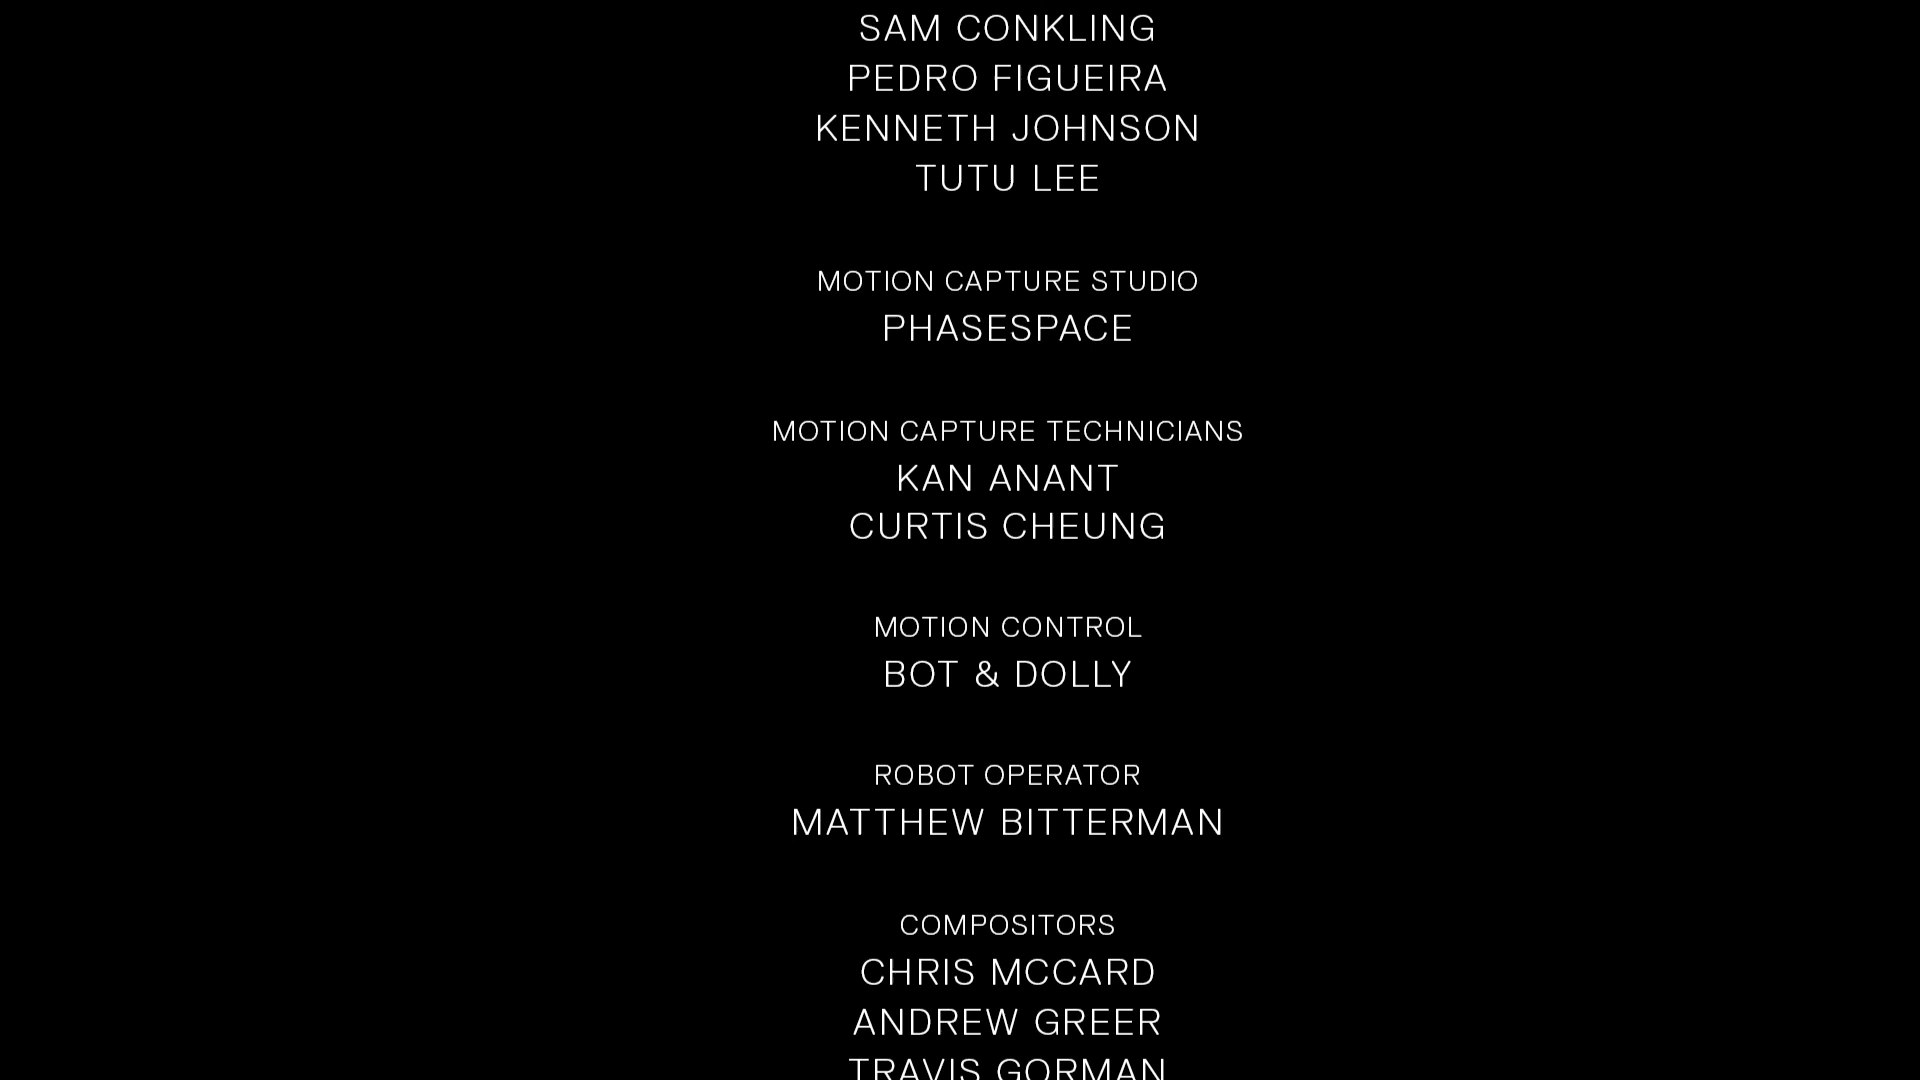 SAM CONKLING
PEDRO FIGUEIRA
KENNETH JOHNSON
TUTU LEE
MOTION CAPTURE STUDIO
PHASESPACE
MOTION CAPTURE TECHNICIANS
KAN ANANT
CURTIS CHEUNG
MOTION CONTROL
BOT & DOLLY
ROBOT OPERATOR
MATTHEW BITTERMAN
COMPOSITORS
CHRIS MCCARD
ANDREW GREER
TRAVIS GORMAN